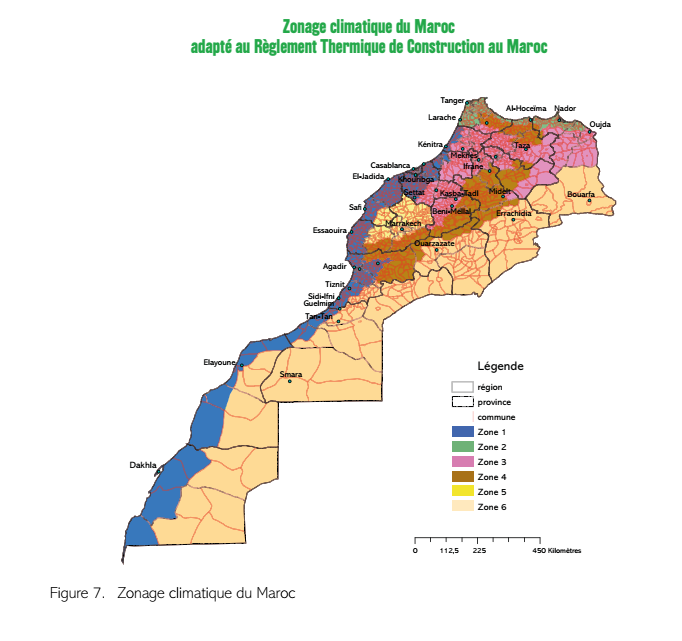 Zonage climatique du Maroc
adapté au Règlement Thermique de Construction au Maroc
Tanger
Al-Hoceïma
Nador
Larache
Oujda
Kénitra
Taza
Meknès
Casablanca
Ifrane
El-Jadida
Khouribga
Settat
Kasba-Tadl
Midelt
Bouarfa
Safi
Beni-Mellal
Errachidia
Marrakech
Essaouira
Ouarzazate
Agadir
Tiznit
Sidi-Ifni
Guelmim
Tan-Tan
Elayoune
Smara
Dakhla
Légende
région
province
commune
Zone 1
Zone 2
Zone 3
Zone 4
Zone 5
Zone 6
0 112,5 225 450 Kilomètres
Figure 7. Zonage climatique du Maroc